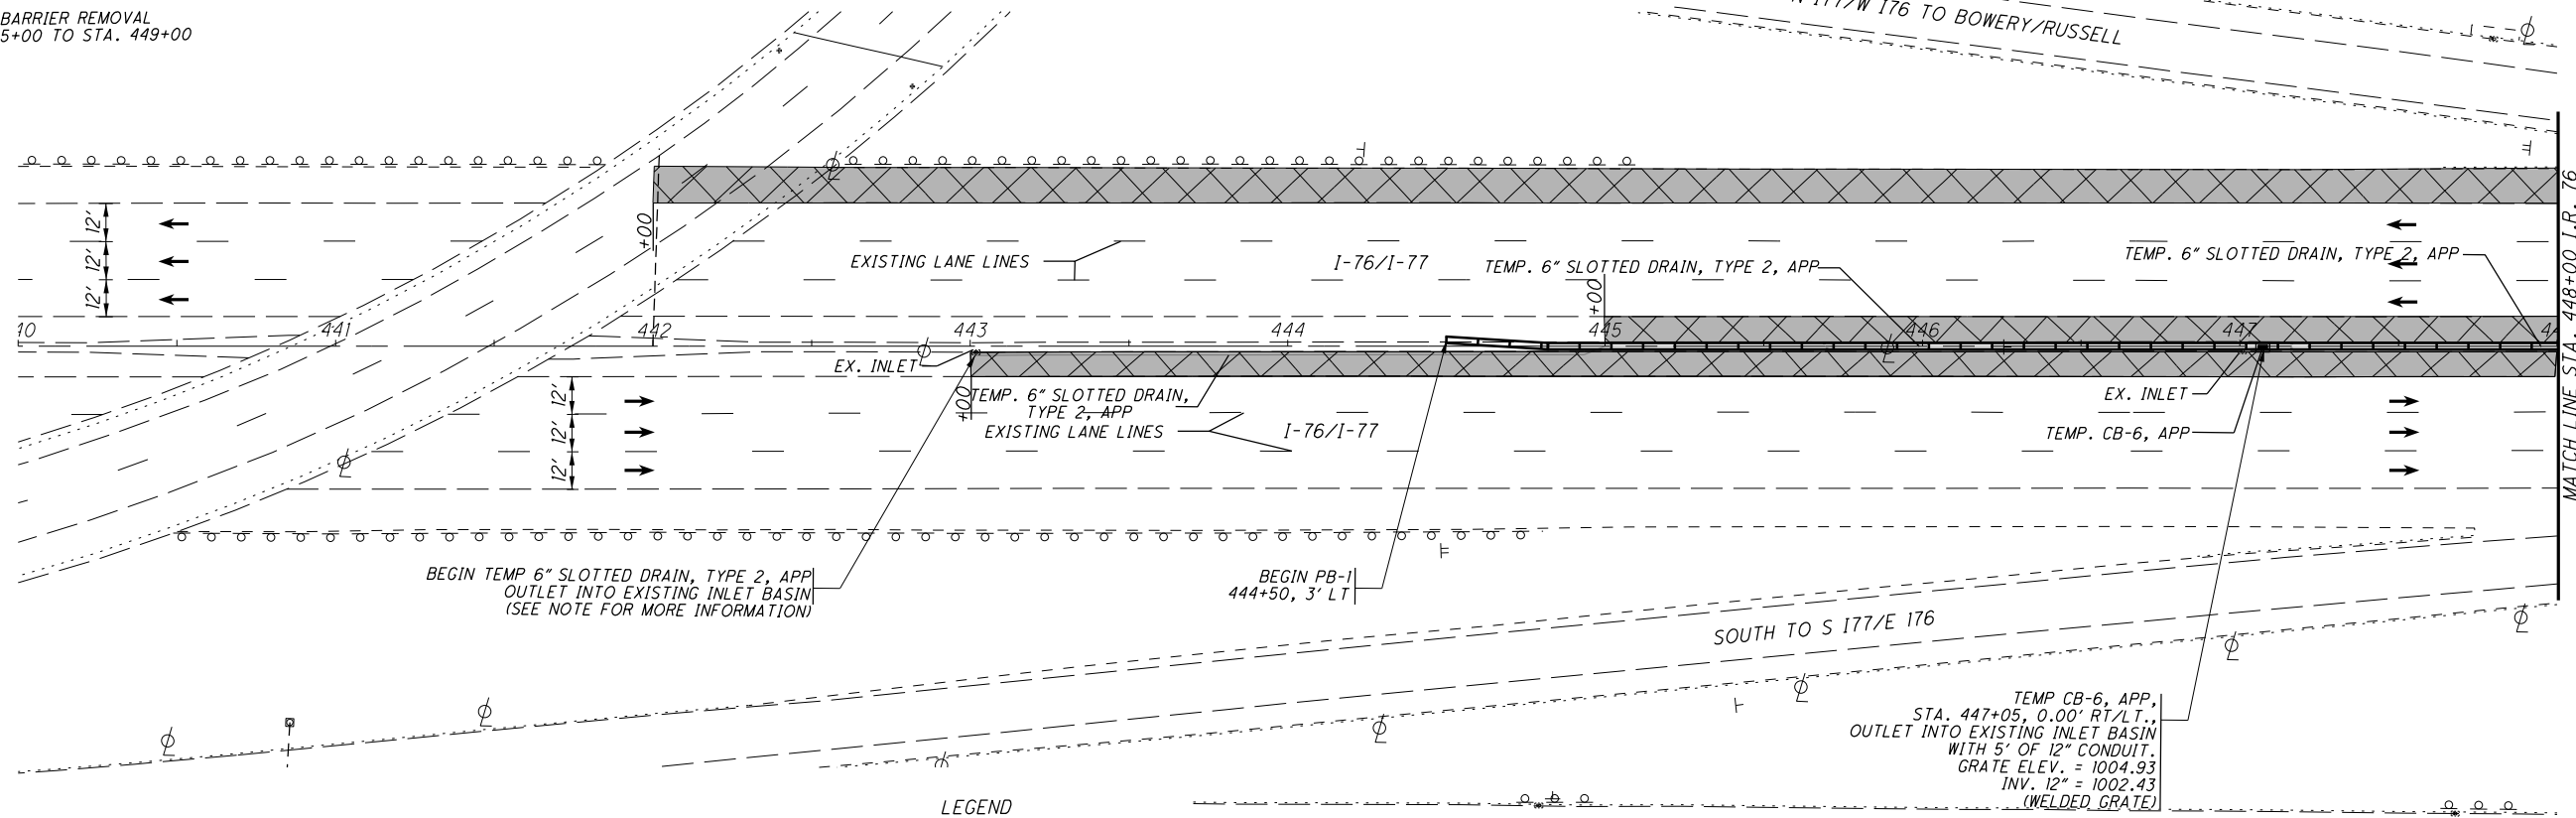 BARRIER REMOVAL
5+00 TO STA. 449+00
I77/W I76 TO BOWERY/RUSSELL
12'
12'
12'
+00
EXISTING LANE LINES
I-76/I-77
TEMP. 6" SLOTTED DRAIN, TYPE 2, APP
+00
TEMP. 6" SLOTTED DRAIN, TYPE 2, APP
MATCH LINE STA. 448+00 I.R. 76
441
442
443
444
445
446
447
EX. INLET
+00
TEMP. 6" SLOTTED DRAIN,
TYPE 2, APP
EXISTING LANE LINES
I-76/I-77
12'
12'
12'
EX. INLET
TEMP. CB-6, APP
BEGIN TEMP 6" SLOTTED DRAIN, TYPE 2, APP
OUTLET INTO EXISTING INLET BASIN
(SEE NOTE FOR MORE INFORMATION)
BEGIN PB-1
444+50, 3' LT
SOUTH TO S I77/E I76
TEMP CB-6, APP,
STA. 447+05, 0.00' RT/LT.,
OUTLET INTO EXISTING INLET BASIN
WITH 5' OF 12" CONDUIT.
GRATE ELEV. = 1004.93
INV. 12" = 1002.43
(WELDED GRATE)
LEGEND